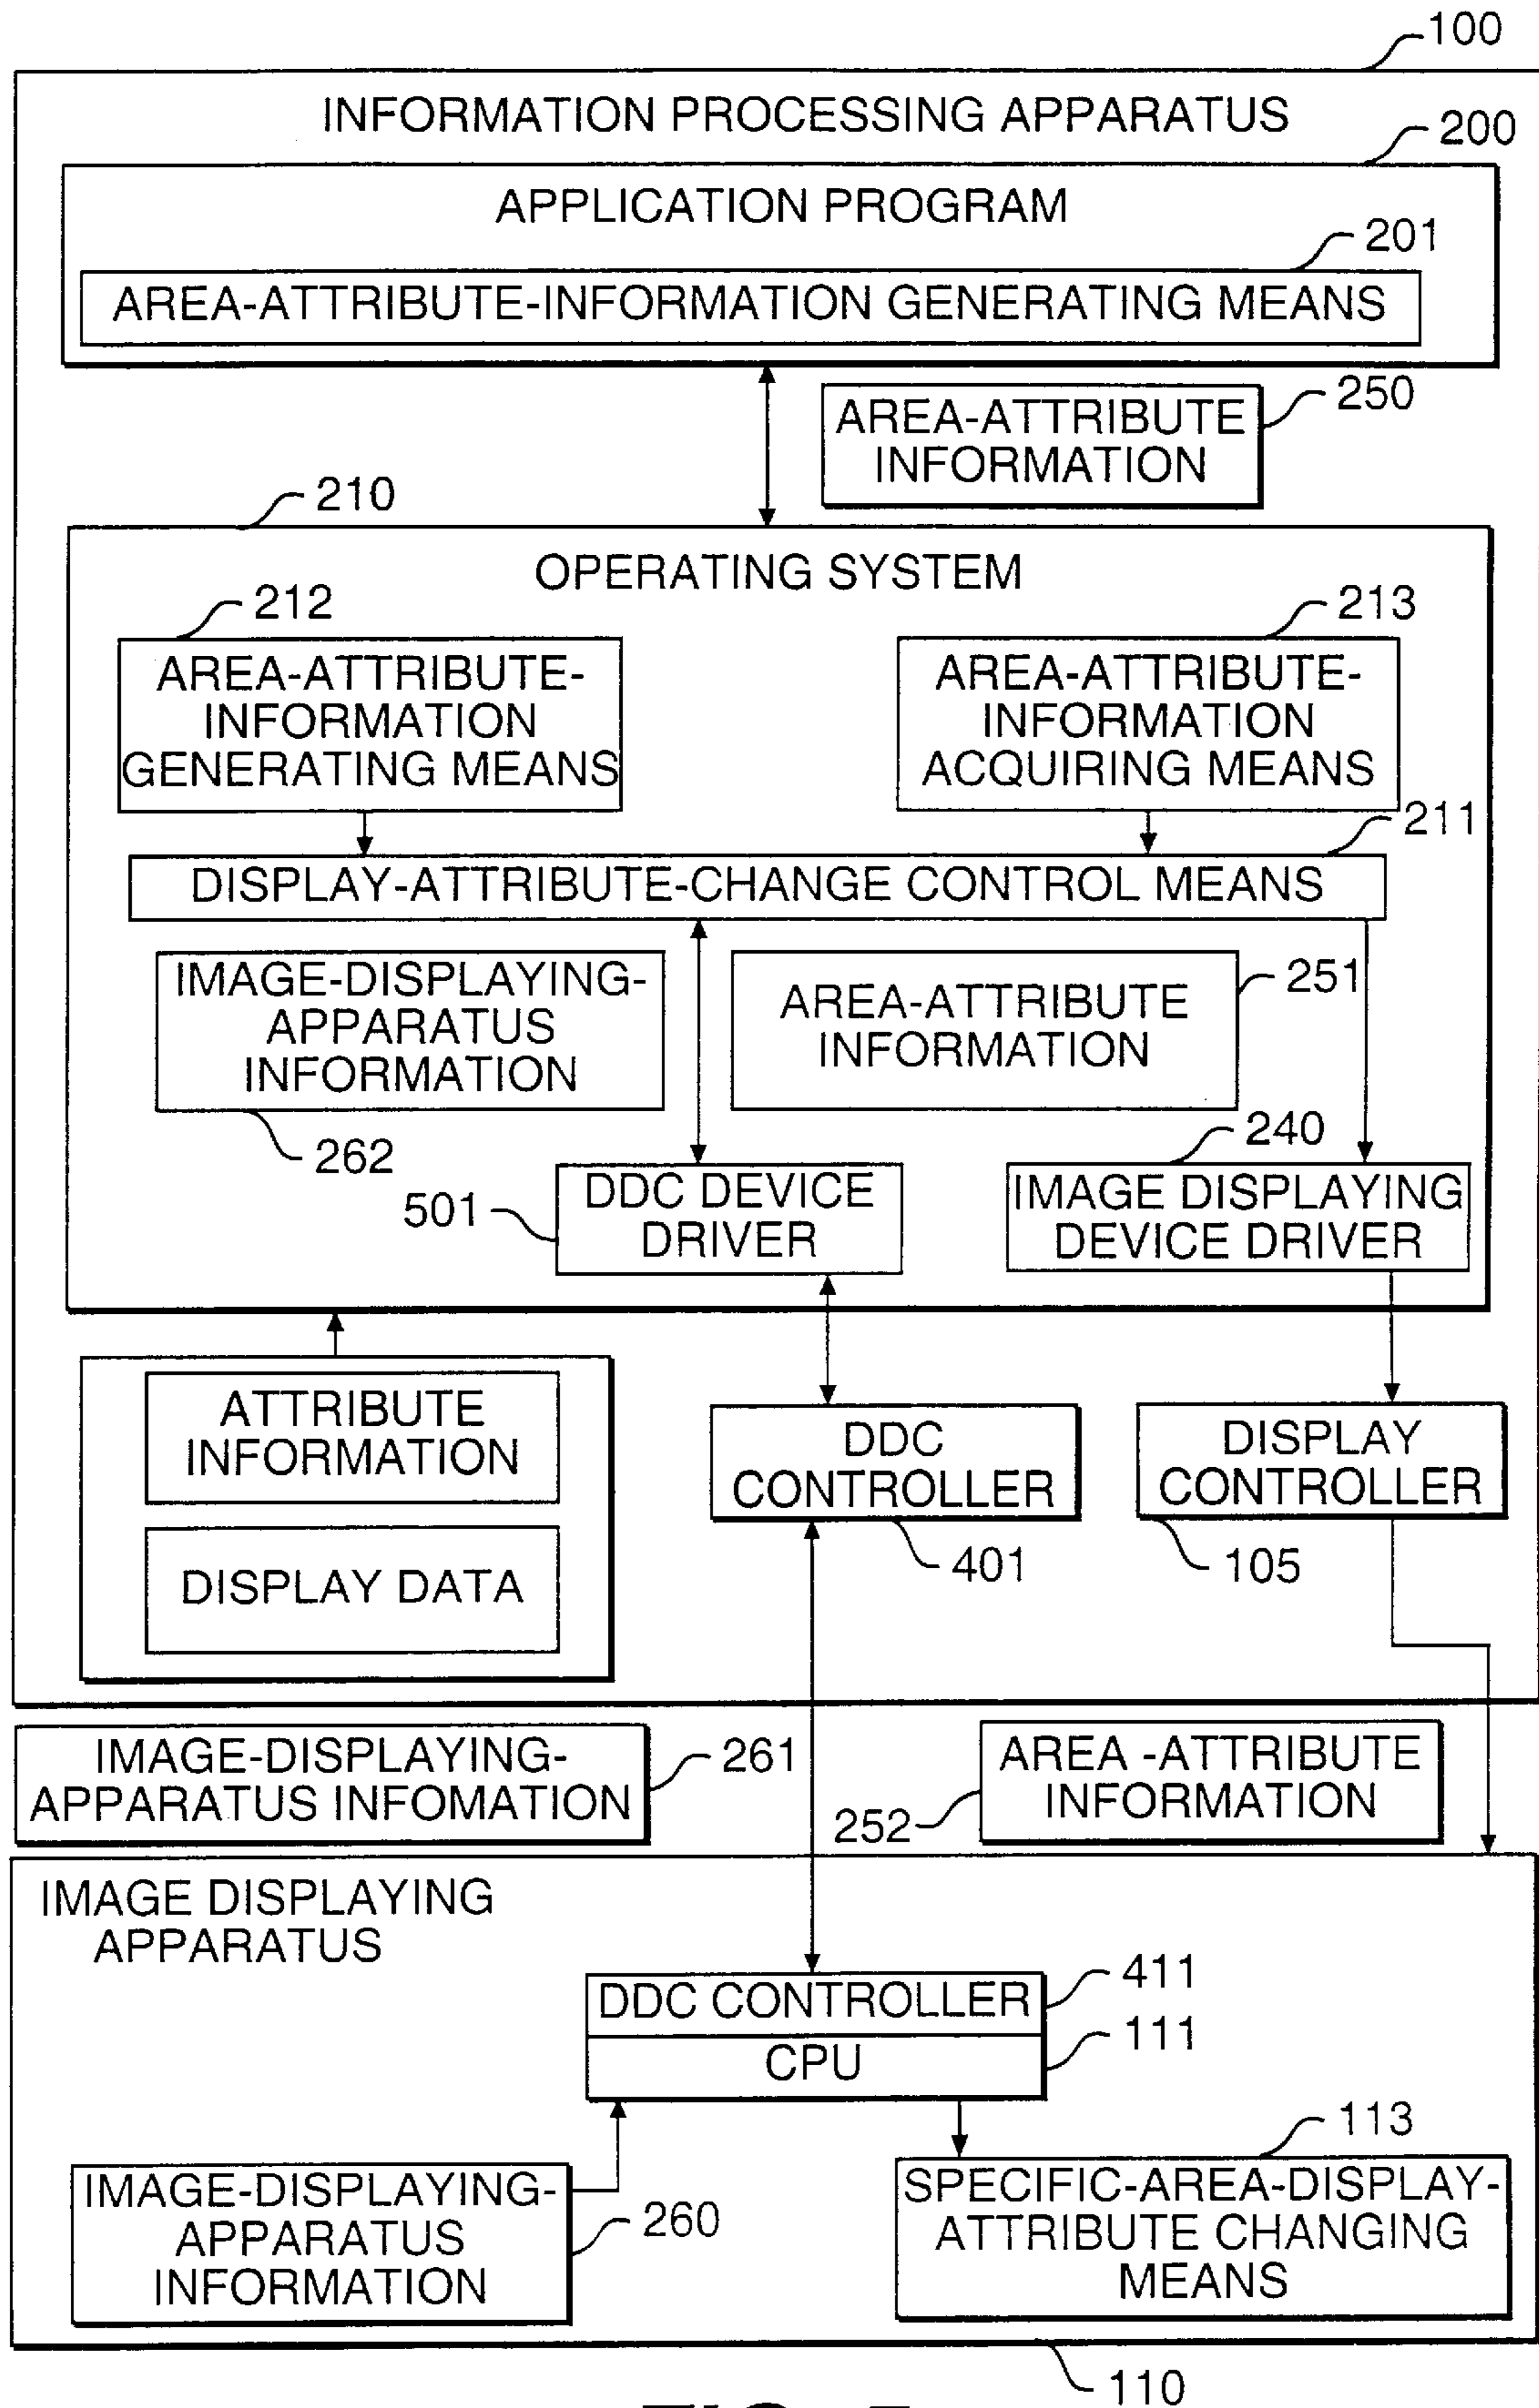 100
INFORMATION PROCESSING APPARATUS
200
APPLICATION PROGRAM
201
AREA-ATTRIBUTE-INFORMATION GENERATING MEANS
250
AREA-ATTRIBUTE
INFORMATION
210
OPERATING SYSTEM
212
AREA-ATTRIBUTE-
INFORMATION
GENERATING MEANS
213
AREA-ATTRIBUTE-
INFORMATION
ACQUIRING MEANS
211
DISPLAY-ATTRIBUTE-CHANGE CONTROL MEANS
IMAGE-DISPLAYING-
APPARATUS
INFORMATION
262
AREA-ATTRIBUTE
INFORMATION
251
240
501
DDC DEVICE
DRIVER
IMAGE DISPLAYING
DEVICE DRIVER
ATTRIBUTE
INFORMATION
DISPLAY DATA
DDC
CONTROLLER
401
DISPLAY
CONTROLLER
105
IMAGE-DISPLAYING-
APPARATUS INFOMATION
261
AREA -ATTRIBUTE
INFORMATION
252
IMAGE DISPLAYING
APPARATUS
DDC CONTROLLER
411
CPU
111
113
IMAGE-DISPLAYING-
APPARATUS
INFORMATION
260
SPECIFIC-AREA-DISPLAY-
ATTRIBUTE CHANGING
MEANS
110